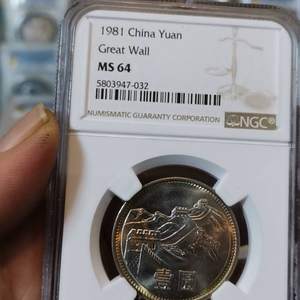 1981 China Yuan
Great Wall
MS 64
5803947-032
NUMISMATIC GUARANTY CORPORATION
NGC
壹圆